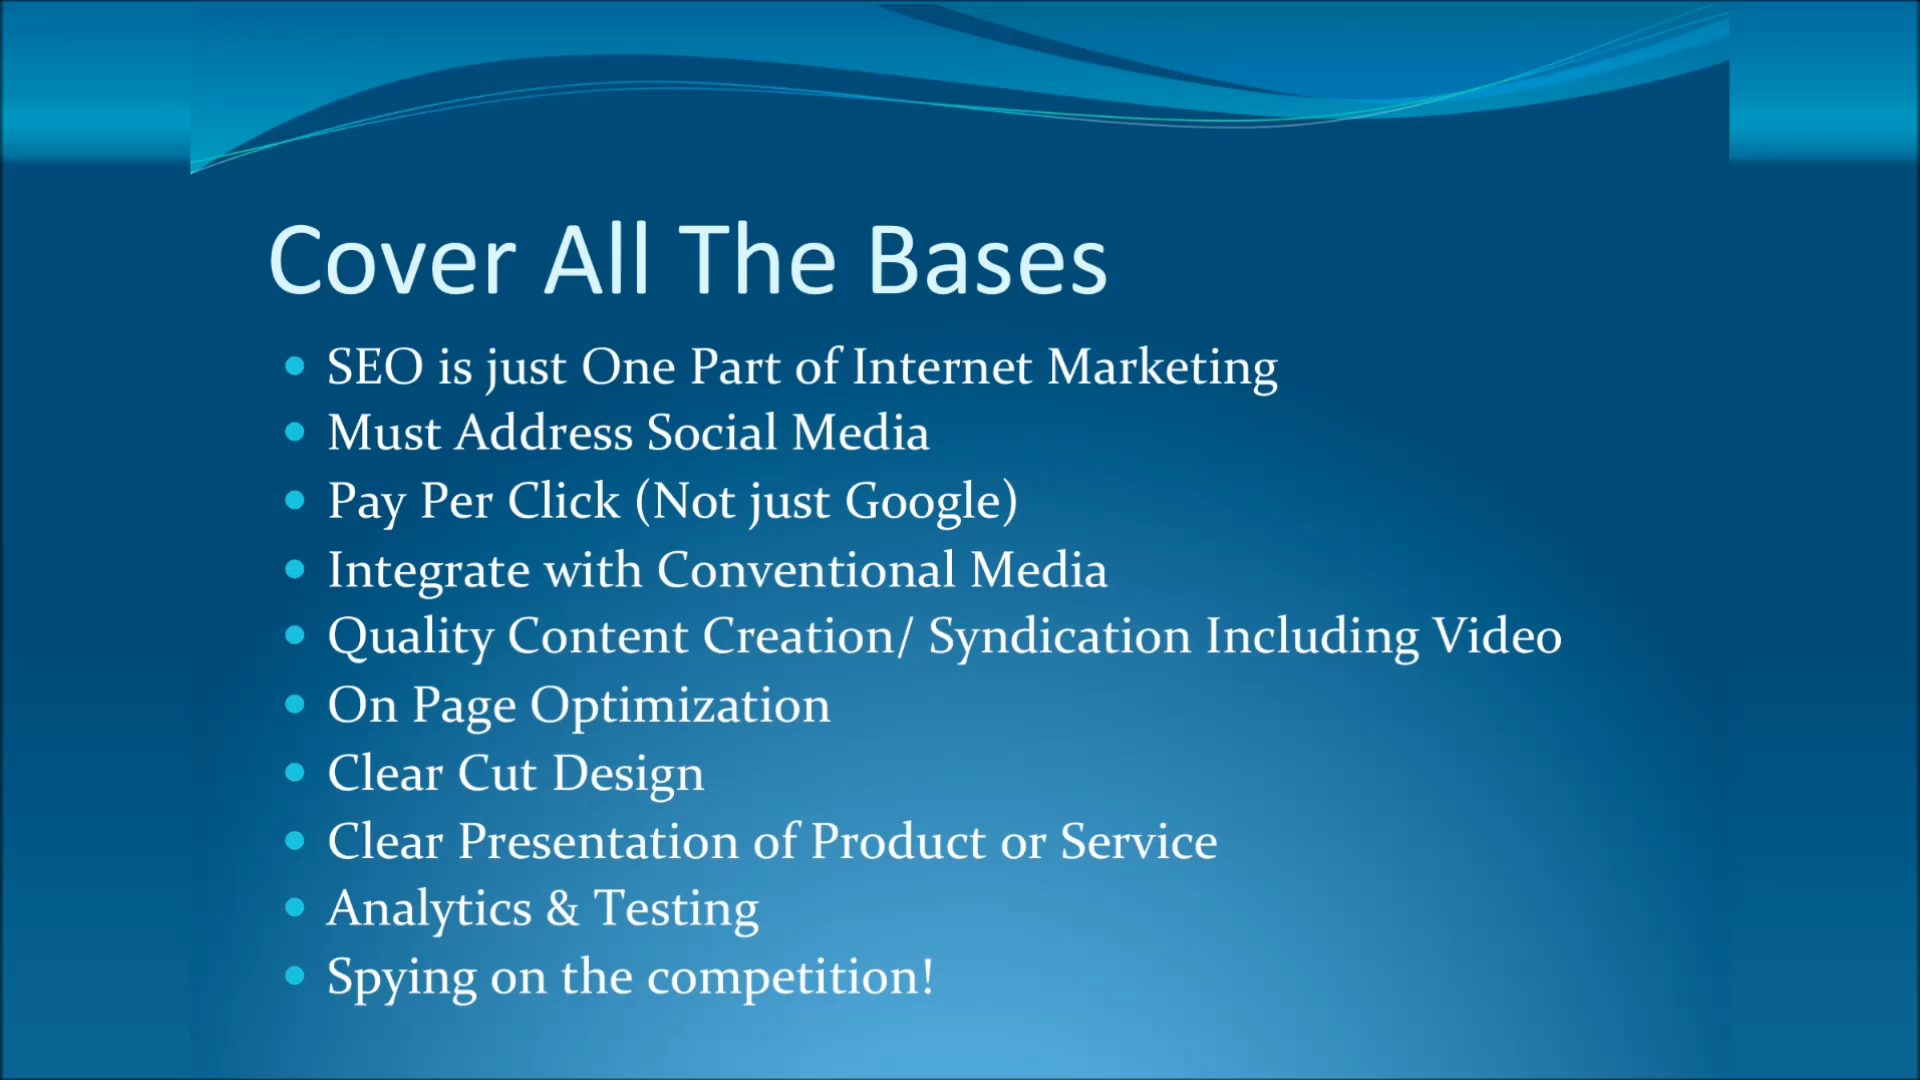 Cover All The Bases
SEO is just One Part of Internet Marketing
Must Address Social Media
Pay Per Click (Not just Google)
Integrate with Conventional Media
Quality Content Creation/ Syndication Including Video
On Page Optimization
Clear Cut Design
Clear Presentation of Product or Service
Analytics & Testing
Spying on the competition!